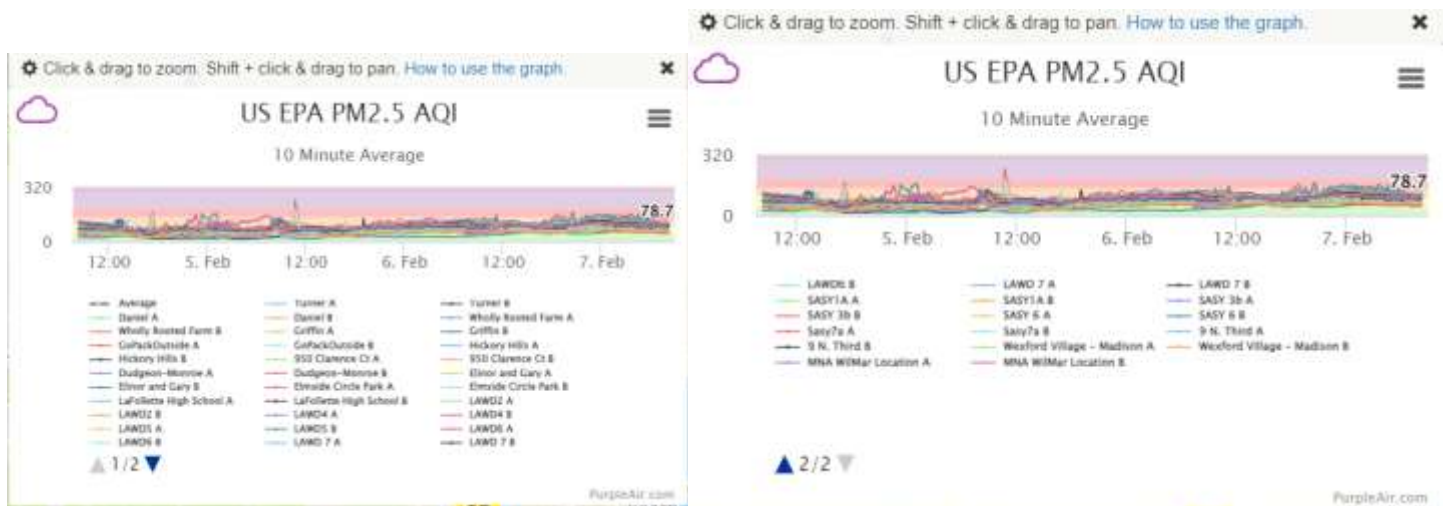 Click & drag to zoom. Shift + click & drag to pan. How to use the graph.
US EPA PM2.5 AQI
10 Minute Average
320
78.7
0
12:00 5. Feb 12:00 6. Feb 12:00 7. Feb
Average Turner A Turner B
Daniel A Daniel B Wholly Rooted Farm A
Wholly Rooted Farm B Griffin A Griffin B
GoPackOutside A GoPackOutside B Hickory Hills A
Hickory Hills B 950 Clarence Ct A 950 Clarence Ct B
Dudgeon-Monroe A Dudgeon-Monroe B Elinor and Gary A
Elinor and Gary B Elmside Circle Park A Elmside Circle Park B
LaFollette High School A LaFollette High School B LAWD2 A
LAWD2 B LAWD4 A LAWD4 B
LAWD5 A LAWD5 B LAWD6 A
LAWD6 B LAWD 7 A LAWD 7 B
1/2
PurpleAir.com
Click & drag to zoom. Shift + click & drag to pan. How to use the graph.
US EPA PM2.5 AQI
10 Minute Average
320
78.7
0
12:00 5. Feb 12:00 6. Feb 12:00 7. Feb
LAWD6 B LAWD 7 A LAWD 7 B
SASY1A A SASY1A B SASY 3b A
SASY 3b B SASY 6 A SASY 6 B
Sasy7a A Sasy7a B 9 N. Third A
9 N. Third B Wexford Village - Madison A Wexford Village - Madison B
MNA WilMar Location A MNA WilMar Location B
2/2
PurpleAir.com